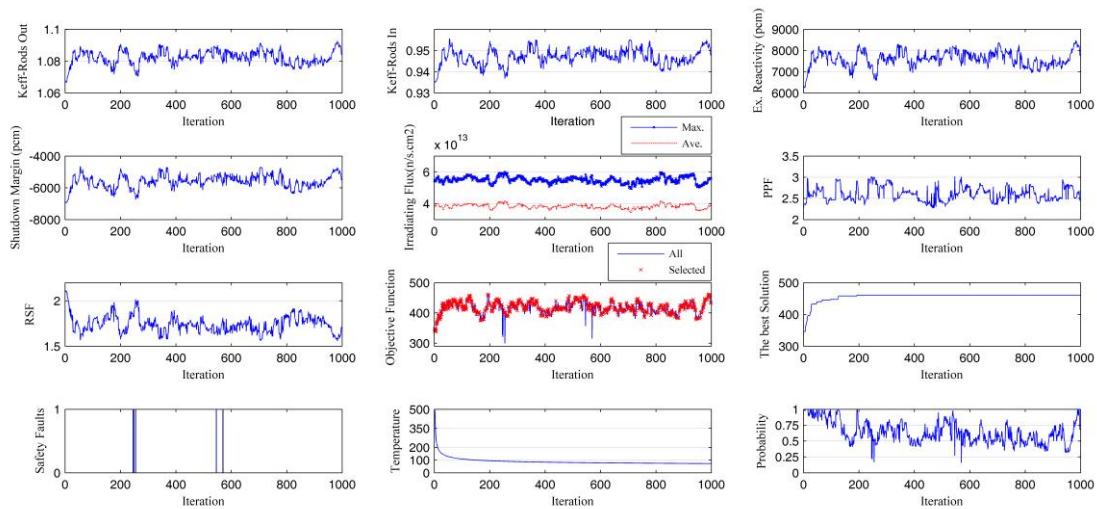 Keff-Rods Out
1.1
1.08
1.06
0 200 400 600 800 1000
Iteration
Keff-Rods In
0.95
0.94
0.93
0 200 400 600 800 1000
Iteration
Ex. Reactivity (pcm)
9000
8000
7000
6000
0 200 400 600 800 1000
Iteration
Shutdown Margin (pcm)
-4000
-6000
-8000
0 200 400 600 800 1000
Iteration
Irradiating Flux(n/s.cm2)
x 10^13
Max.
Ave.
6
4
0 200 400 600 800 1000
Iteration
PPF
3.5
3
2.5
2
0 200 400 600 800 1000
Iteration
RSF
2
1.5
0 200 400 600 800 1000
Iteration
Objective Function
All
Selected
500
400
300
0 200 400 600 800 1000
Iteration
The best Solution
500
400
300
0 200 400 600 800 1000
Iteration
Safety Faults
1
0
0 200 400 600 800 1000
Iteration
Temperature
500
200
100
0
0 200 400 600 800 1000
Iteration
Probability
1
0.75
0.5
0.25
0
0 200 400 600 800 1000
Iteration